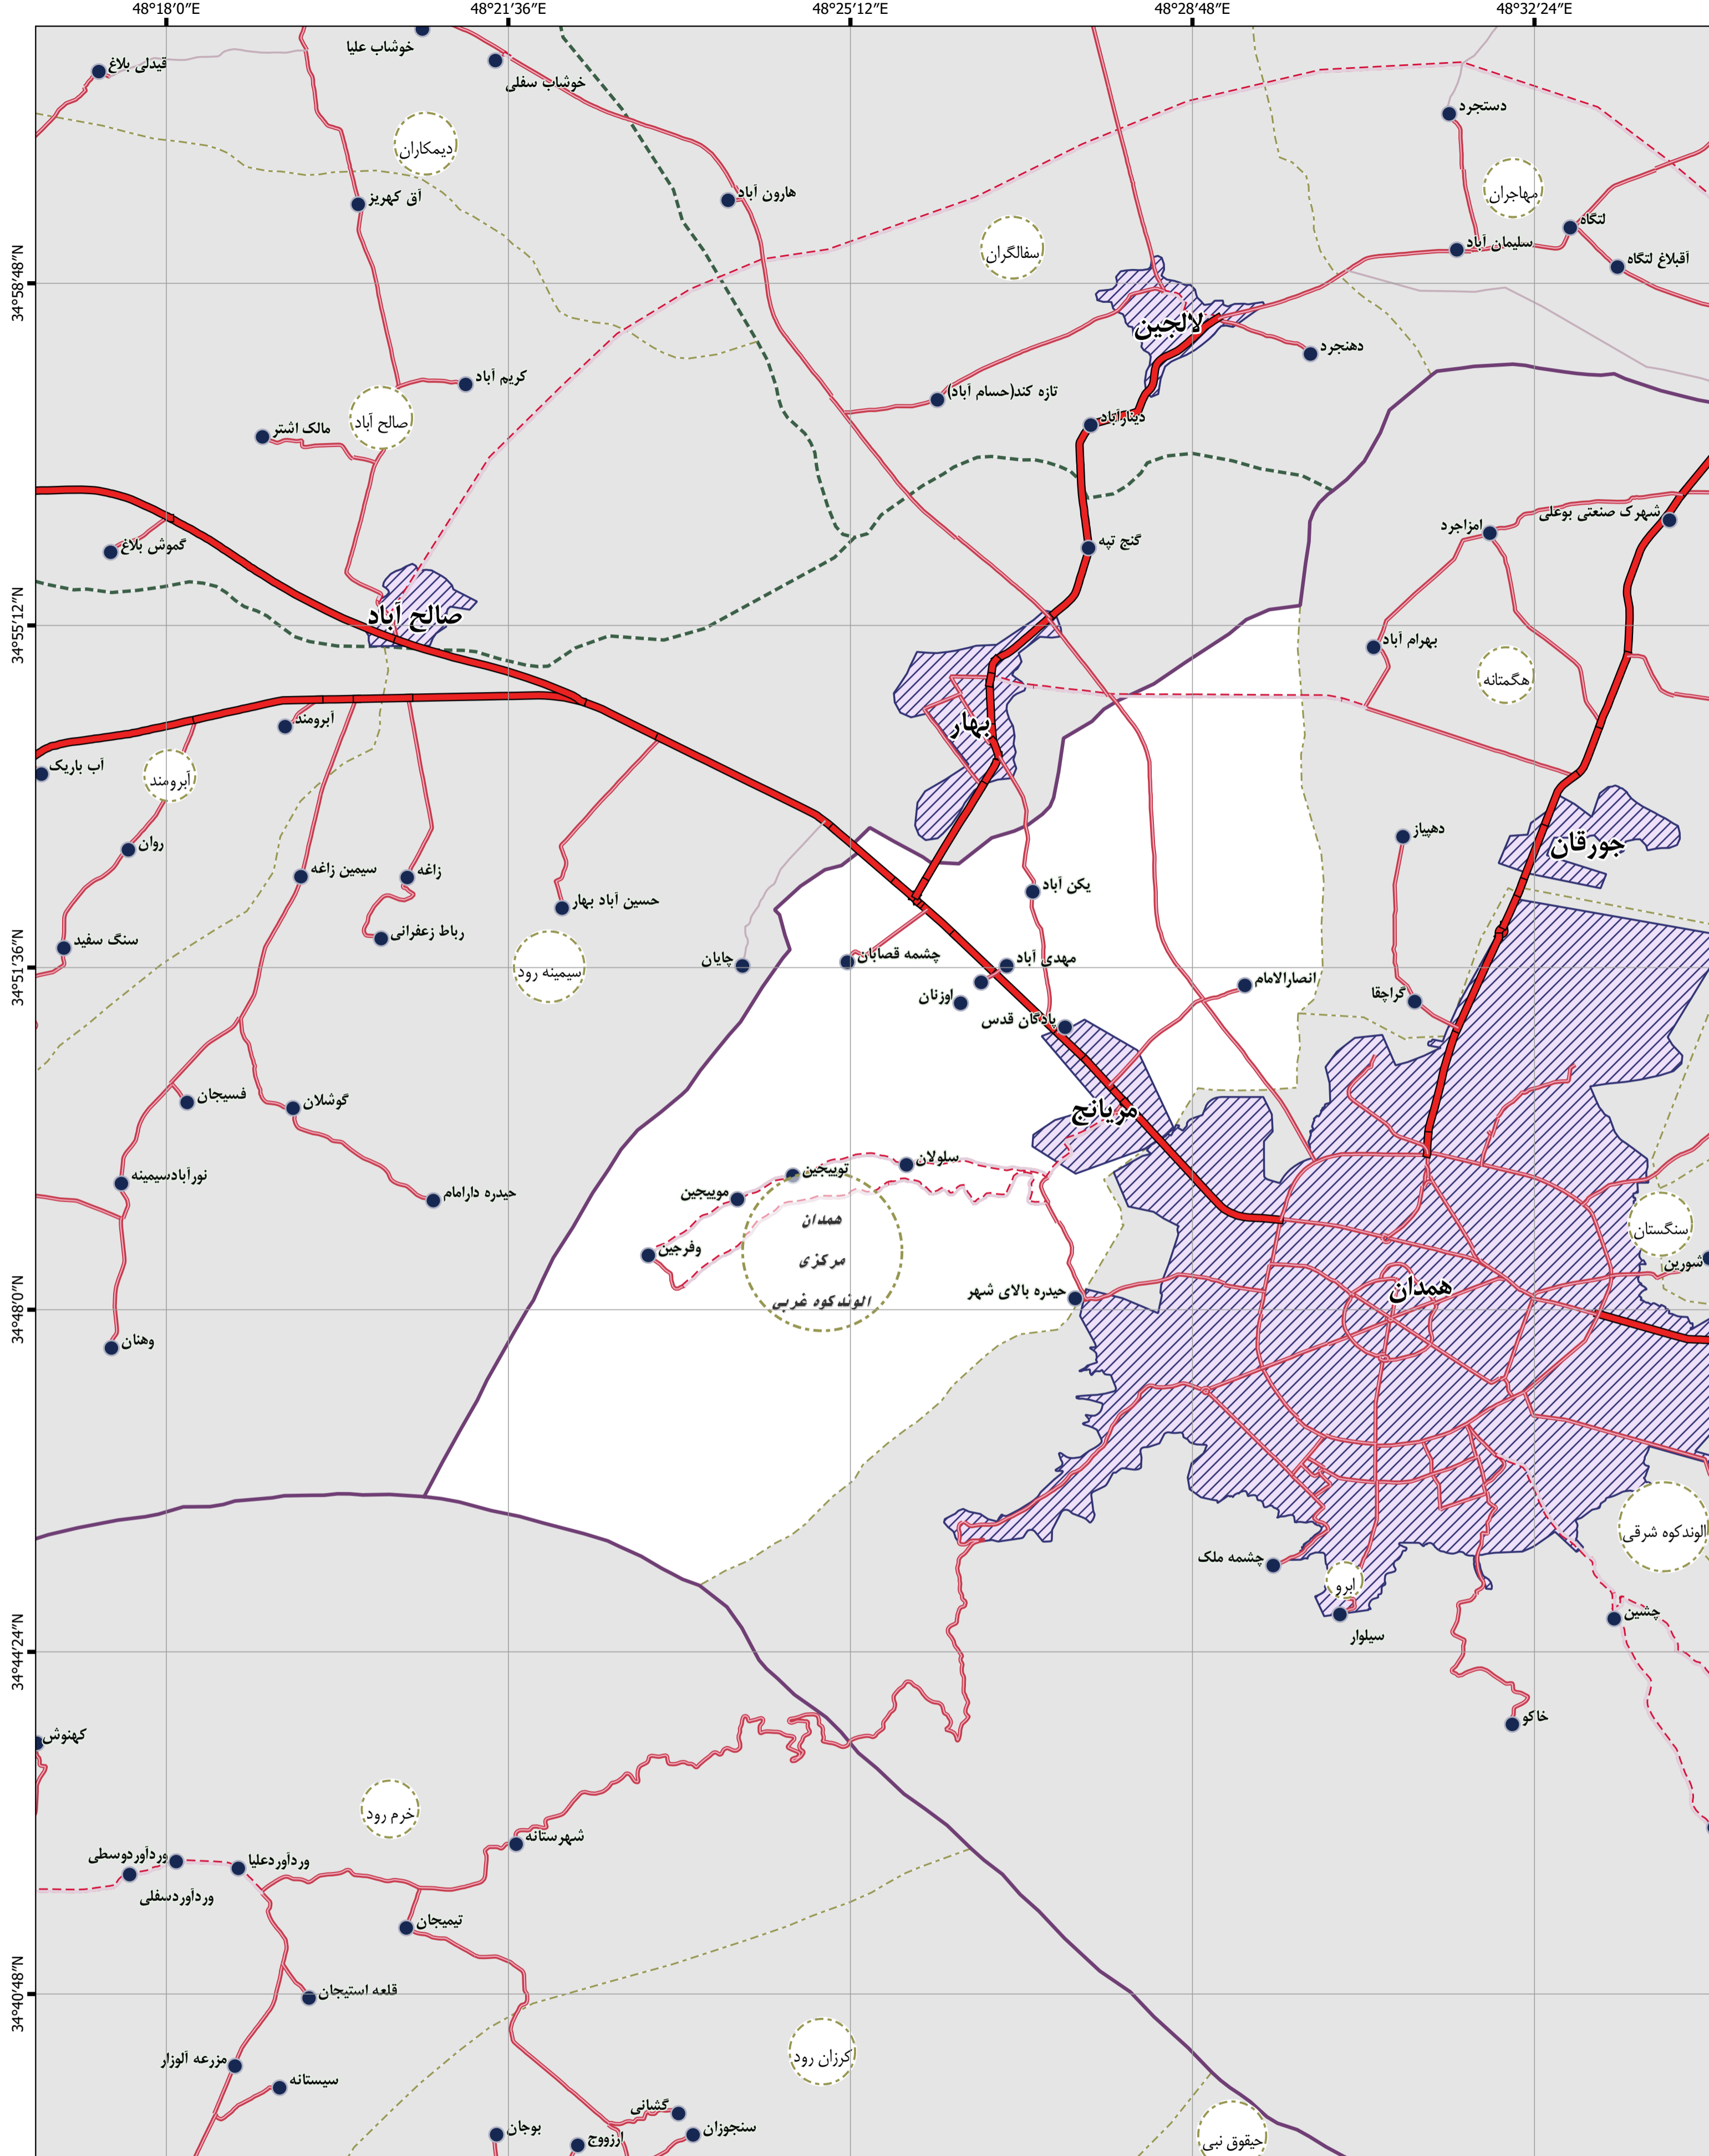 48°18'0"E
48°21'36"E
48°25'12"E
48°28'48"E
48°32'24"E
خوشاب علیا
قیدلی بلاغ
خوشاب سفلی
دستجرد
دیمکاران
مهاجران
هارون آباد
آق کهریز
لتگاه
سلیمان آباد
سفالگران
آقبلاغ لتگاه
34°58'48"N
لالجین
دهنجرد
کریم آباد
تازه کند(حسام آباد)
دینارآباد
صالح آباد
مالک اشتر
شهرک صنعتی بوعلی
امزاجرد
گنج تپه
گموش بلاغ
34°55'12"N
صالح آباد
بهرام آباد
هگمتانه
آبرومند
بهار
آب باریک
آبرومند
دهپیاز
جورقان
روان
سیمین زاغه
زاغه
یکن آباد
حسین آباد بهار
رباط زعفرانی
سنگ سفید
34°51'36"N
سیمینه رود
چایان
چشمه قصابان
مهدی آباد
انصارالامام
اوزنان
گراچقا
پادگان قدس
فسیجان
گوشلان
مریانج
سلولان
توییجین
نورآبادسیمینه
حیدره دارامام
موییجین
همدان
مرکزی
الوندکوه غربی
سنگستان
وفرجین
شورین
34°48'0"N
حیدره بالای شهر
همدان
وهنان
الوندکوه شرقی
چشمه ملک
ابرو
سیلوار
چشین
34°44'24"N
خاکو
کهنوش
خرم رود
شهرستانه
وردآوردوسطی
وردآوردعلیا
وردآوردسفلی
تیمیجان
34°40'48"N
قلعه استیجان
کرزان رود
مزرعه آلوزار
سیستانه
گشانی
سنجوزان
بوجان
ارزووج
حیقوق نبی